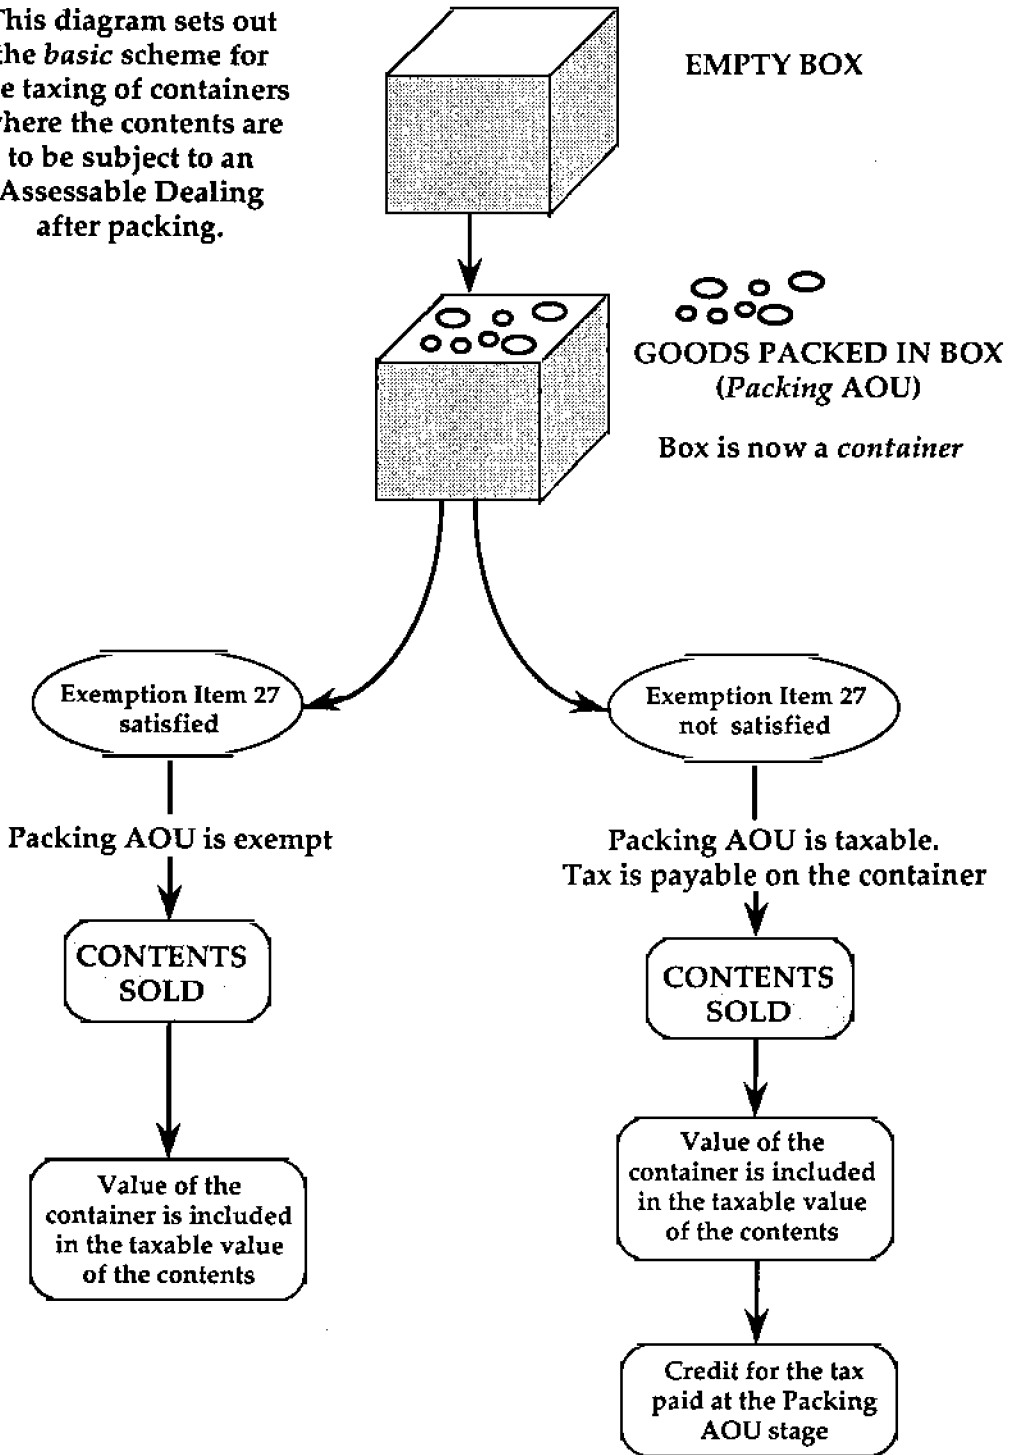 This diagram sets out
the basic scheme for
e taxing of containers
where the contents are
to be subject to an
Assessable Dealing
after packing.
EMPTY BOX
GOODS PACKED IN BOX
(Packing AOU)
Box is now a container
Exemption Item 27
satisfied
Exemption Item 27
not satisfied
Packing AOU is exempt
Packing AOU is taxable.
Tax is payable on the container
CONTENTS
SOLD
CONTENTS
SOLD
Value of the
container is included
in the taxable value
of the contents
Value of the
container is included
in the taxable value
of the contents
Credit for the tax
paid at the Packing
AOU stage